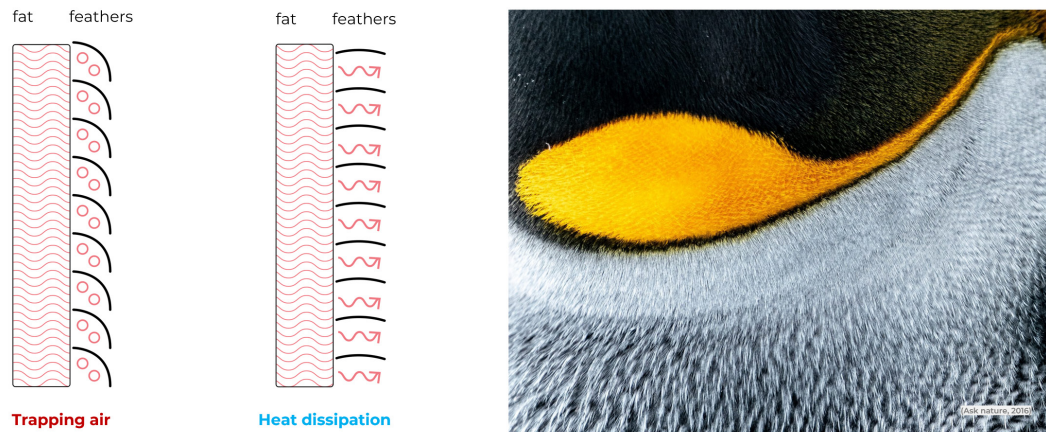 fat feathers
fat feathers
Trapping air
Heat dissipation
(Ask nature, 2016)